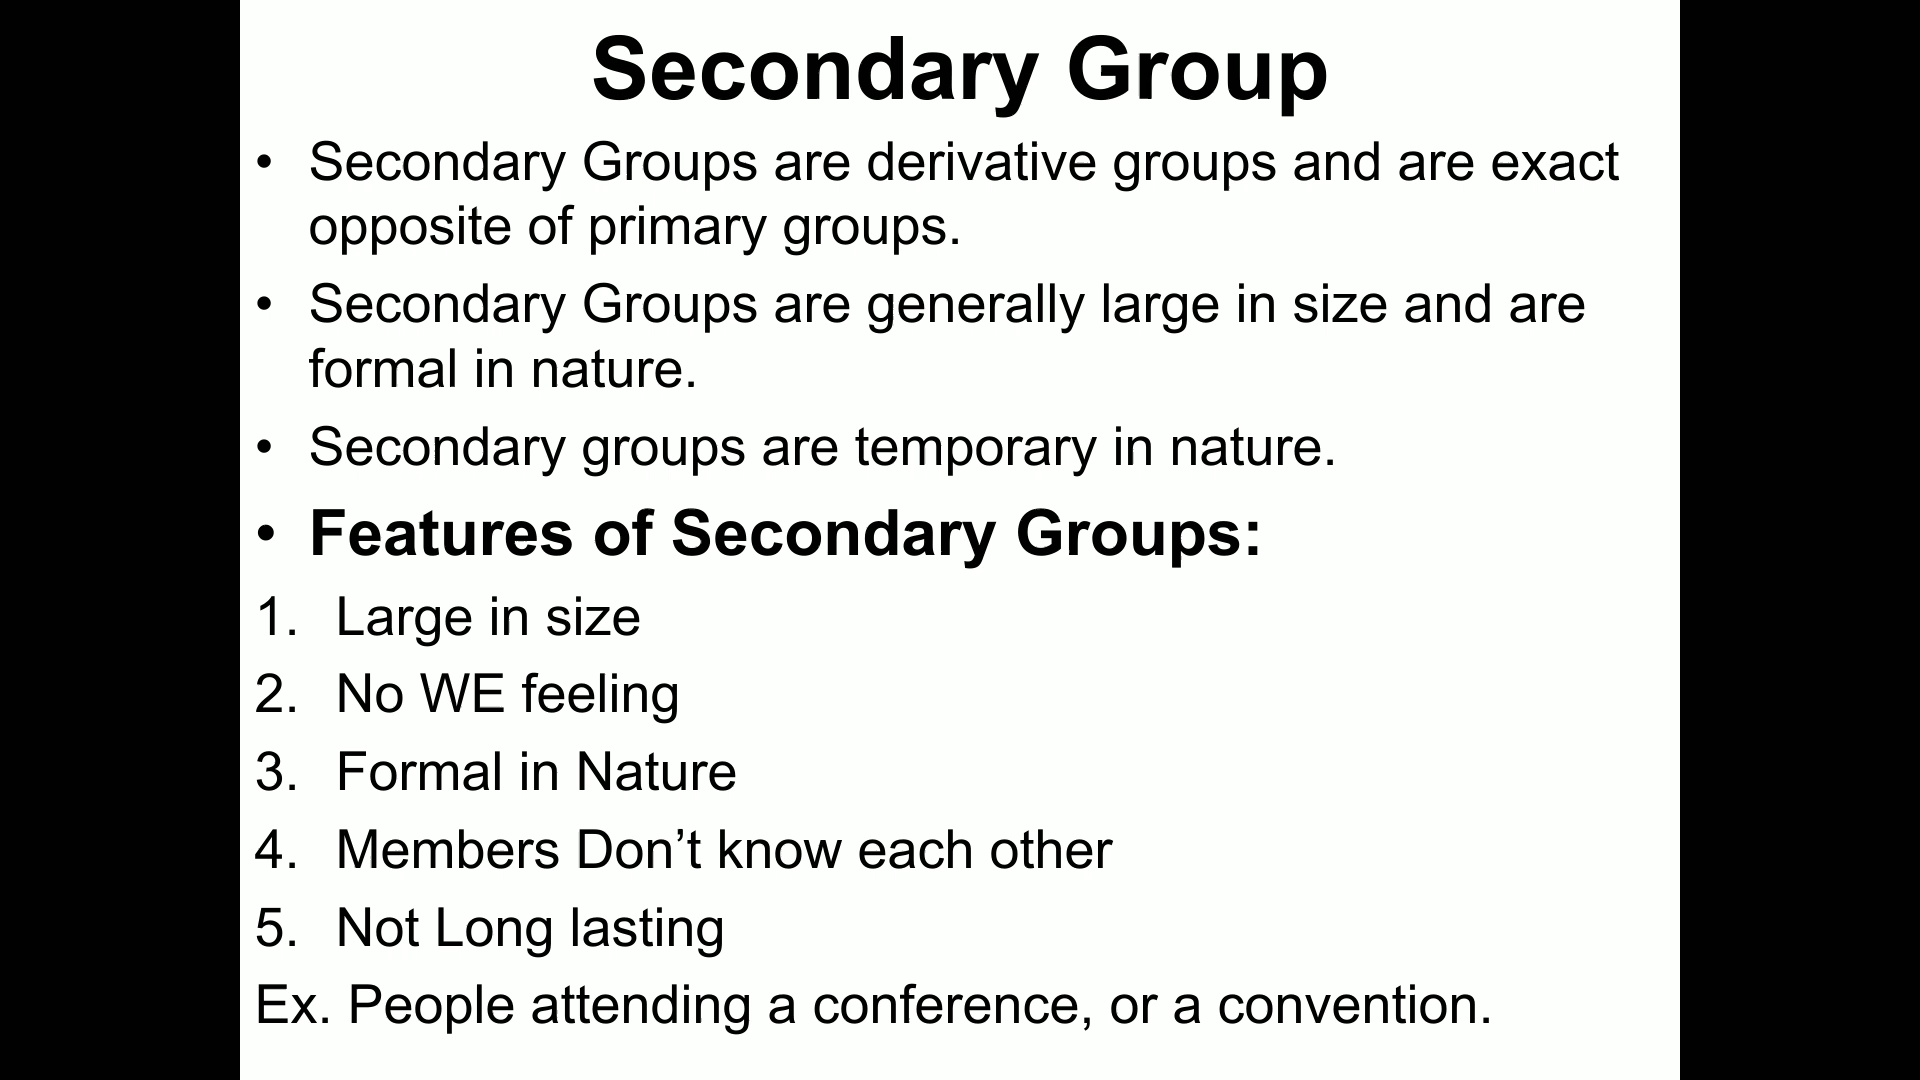 Secondary Group
• Secondary Groups are derivative groups and are exact
opposite of primary groups.
• Secondary Groups are generally large in size and are
formal in nature.
• Secondary groups are temporary in nature.
• Features of Secondary Groups:
1. Large in size
2. No WE feeling
3. Formal in Nature
4. Members Don’t know each other
5. Not Long lasting
Ex. People attending a conference, or a convention.